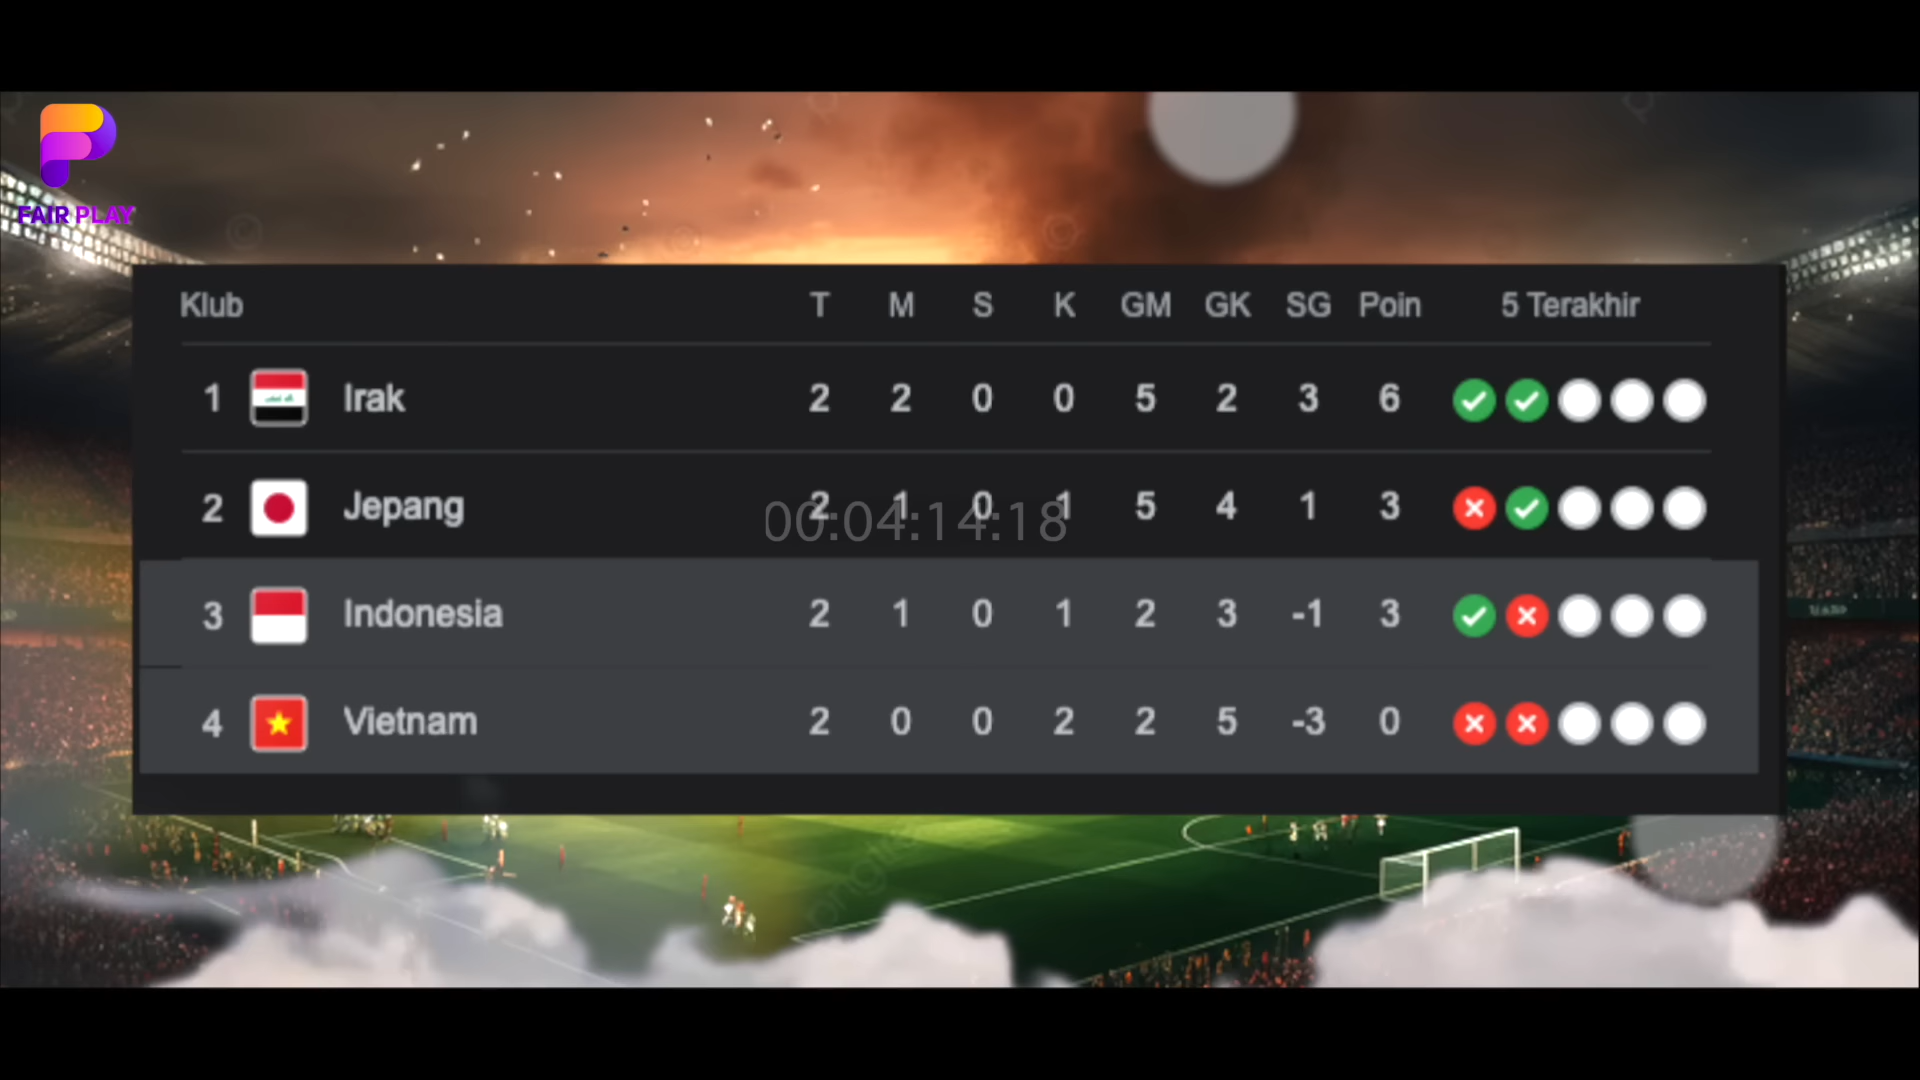 FAIR PLAY
Klub T M S K GM GK SG Poin 5 Terakhir
1 Irak 2 2 0 0 5 2 3 6
2 Jepang 2 1 0 1 5 4 1 3
00:04:14:18
3 Indonesia 2 1 0 1 2 3 -1 3
4 Vietnam 2 0 0 2 2 5 -3 0